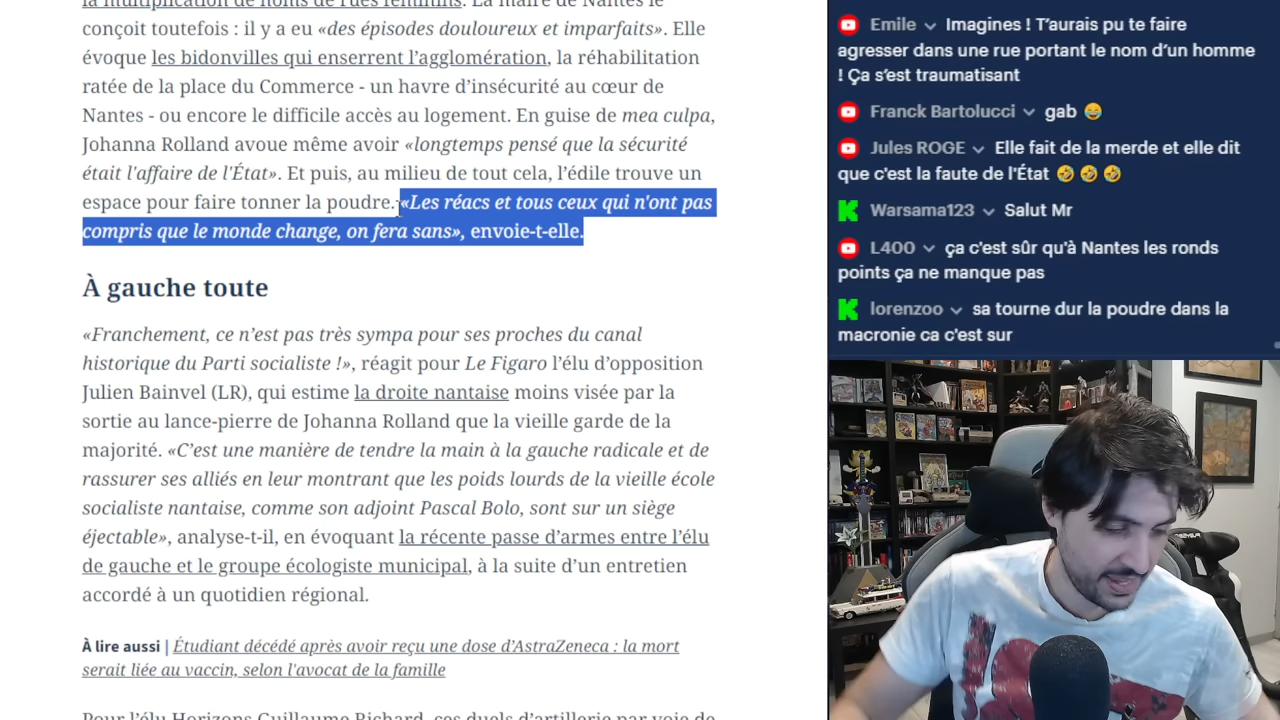 la multiplication de noms de rues féminins. La maire de Nantes le
conçoit toutefois : il y a eu «des épisodes douloureux et imparfaits». Elle
évoque les bidonvilles qui enserrent l’agglomération, la réhabilitation
ratée de la place du Commerce - un havre d’insécurité au cœur de
Nantes - ou encore le difficile accès au logement. En guise de mea culpa,
Johanna Rolland avoue même avoir «longtemps pensé que la sécurité
était l'affaire de l'État». Et puis, au milieu de tout cela, l’édile trouve un
espace pour faire tonner la poudre. «Les réacs et tous ceux qui n'ont pas
compris que le monde change, on fera sans», envoie-t-elle.
À gauche toute
«Franchement, ce n’est pas très sympa pour ses proches du canal
historique du Parti socialiste !», réagit pour Le Figaro l’élu d’opposition
Julien Bainvel (LR), qui estime la droite nantaise moins visée par la
sortie au lance-pierre de Johanna Rolland que la vieille garde de la
majorité. «C’est une manière de tendre la main à la gauche radicale et de
rassurer ses alliés en leur montrant que les poids lourds de la vieille école
socialiste nantaise, comme son adjoint Pascal Bolo, sont sur un siège
éjectable», analyse-t-il, en évoquant la récente passe d’armes entre l’élu
de gauche et le groupe écologiste municipal, à la suite d’un entretien
accordé à un quotidien régional.
À lire aussi | Étudiant décédé après avoir reçu une dose d’AstraZeneca : la mort
serait liée au vaccin, selon l'avocat de la famille
Pour l’élu Horizons Guillaume Richard, ces duels d’artillerie par voie de
Emile Imagines ! T’aurais pu te faire
agresser dans une rue portant le nom d’un homme
! Ça s’est traumatisant
Franck Bartolucci gab 😂
Jules ROGE Elle fait de la merde et elle dit
que c'est la faute de l'État 🤣 🤣 🤣
Warsama123 Salut Mr
L4OO ça c'est sûr qu'à Nantes les ronds
points ça ne manque pas
lorenzoo sa tourne dur la poudre dans la
macronie ca c'est sur